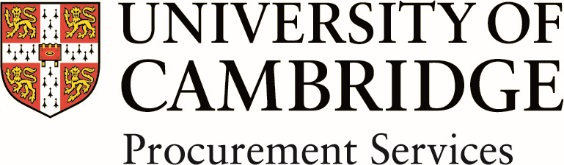 UNIVERSITY OF
CAMBRIDGE
Procurement Services